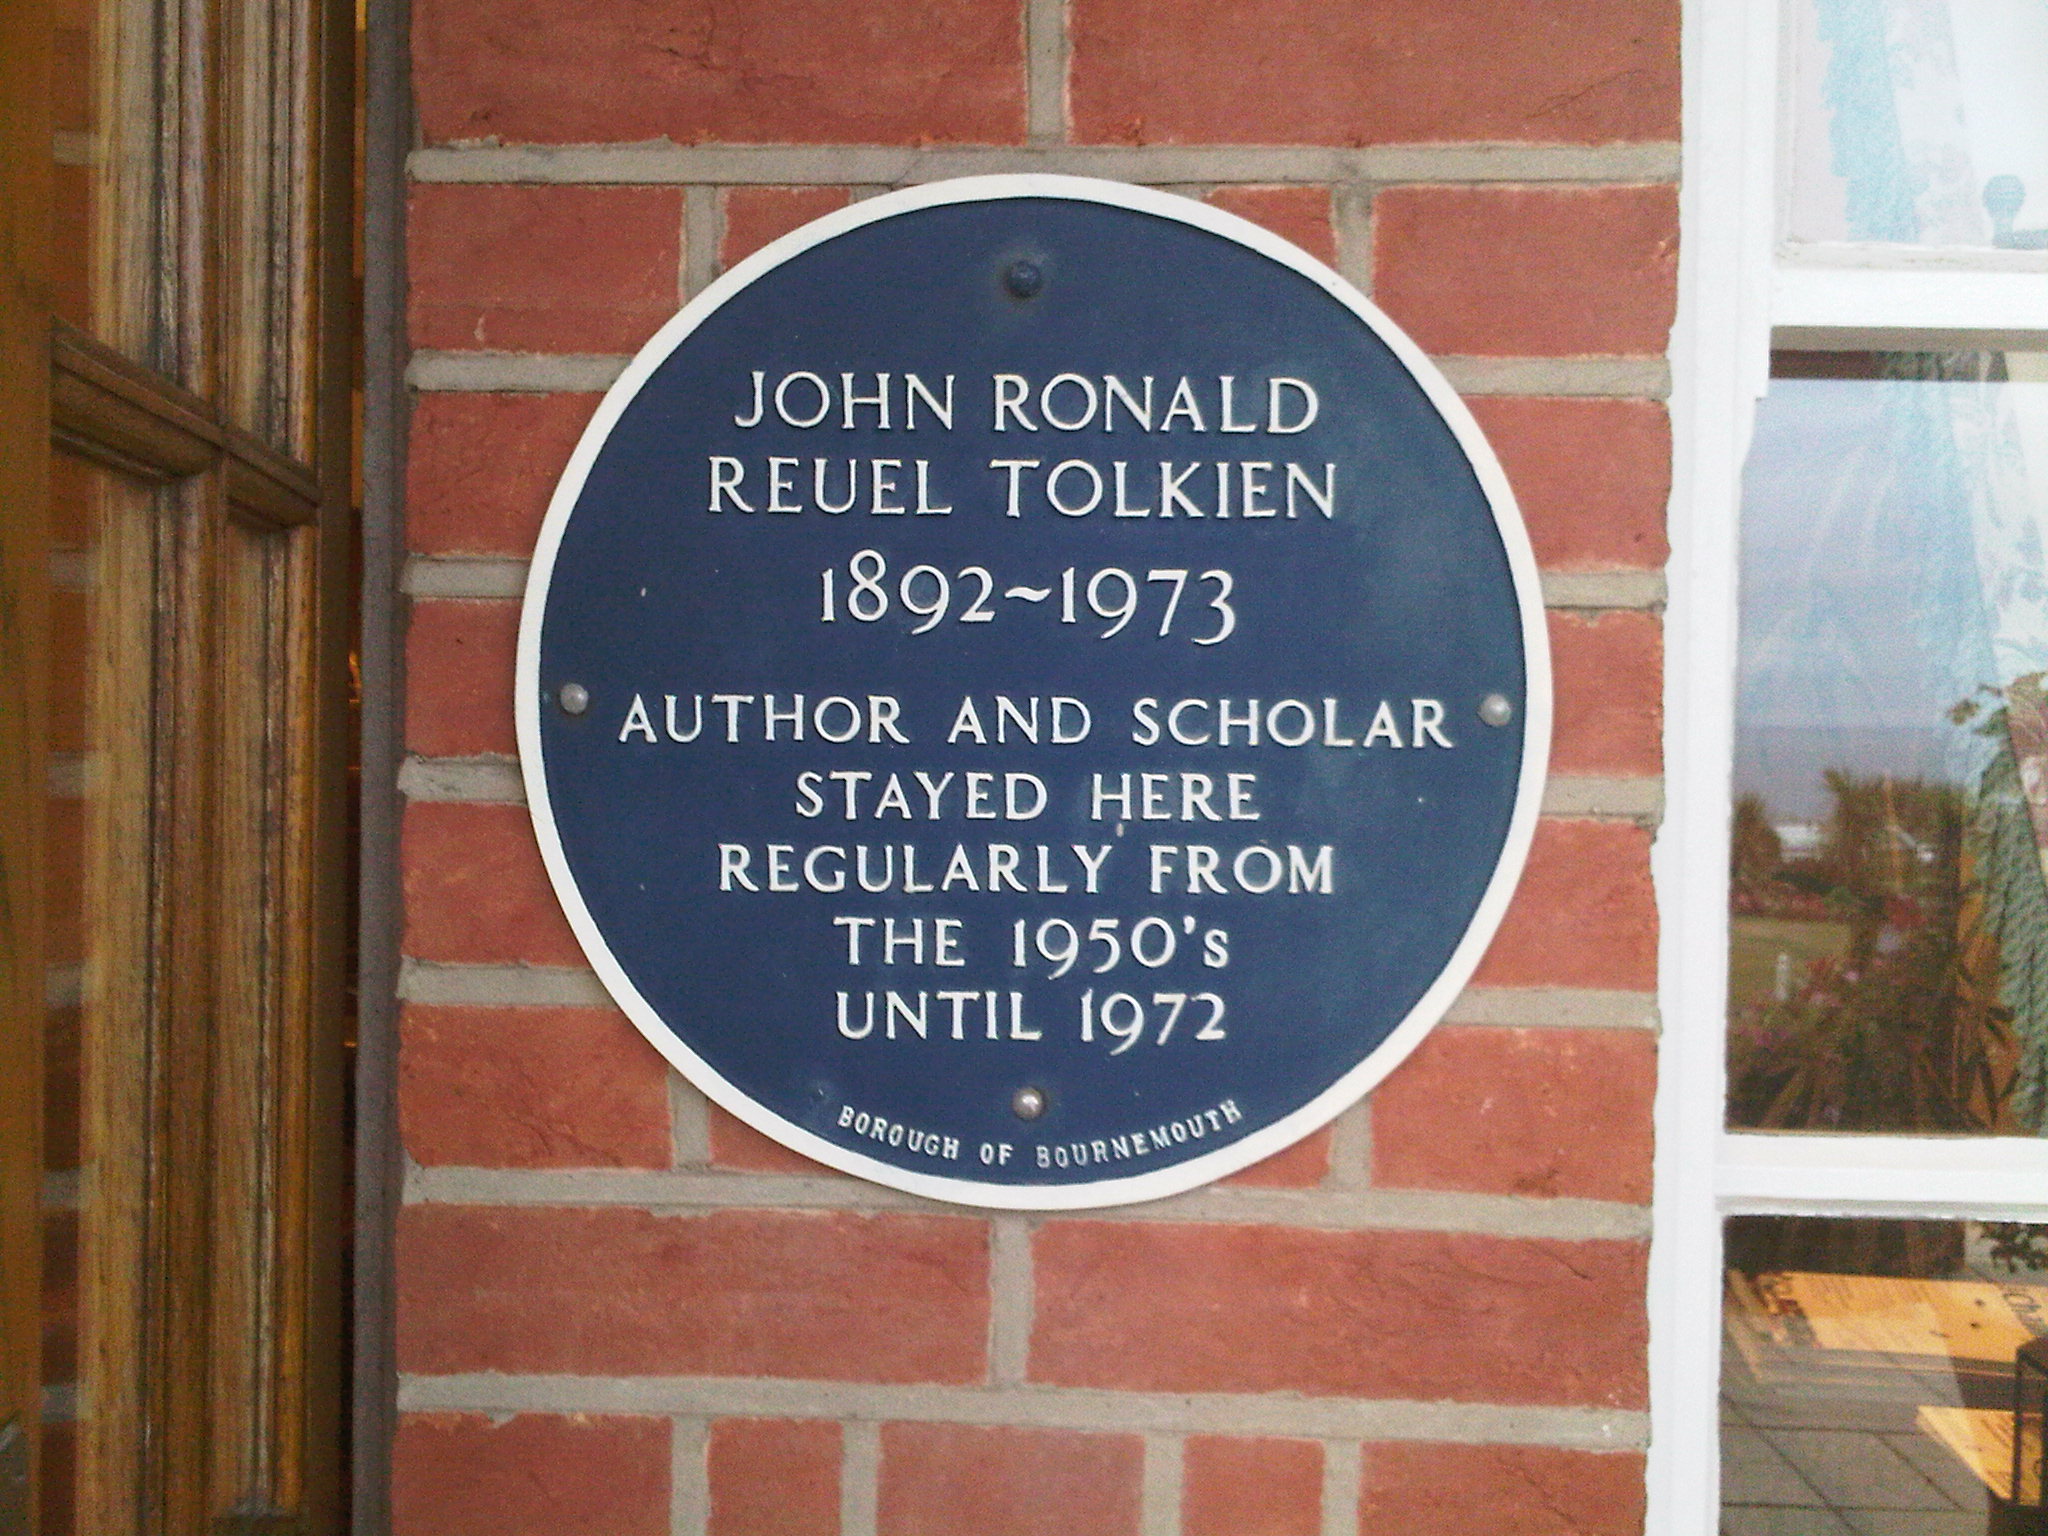 JOHN RONALD
REUEL TOLKIEN
1892~1973
AUTHOR AND SCHOLAR
STAYED HERE
REGULARLY FROM
THE 1950's
UNTIL 1972
BOROUGH OF BOURNEMOUTH